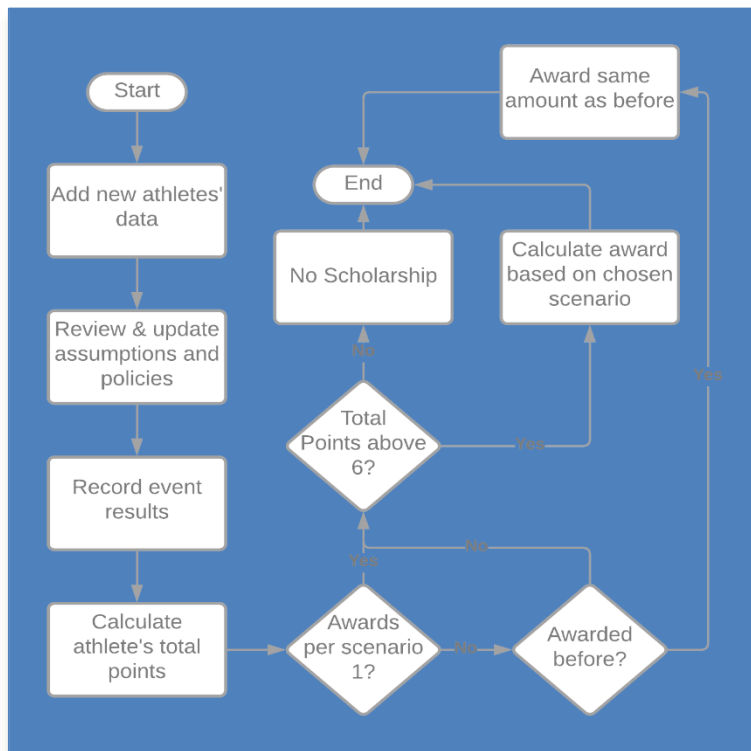 Start
Add new athletes'
data
Review & update
assumptions and
policies
Record event
results
Calculate
athlete's total
points
Awards
per scenario
1?
Yes
No
Awarded
before?
No
Yes
Total
Points above
6?
No
Yes
No Scholarship
Calculate award
based on chosen
scenario
Award same
amount as before
End